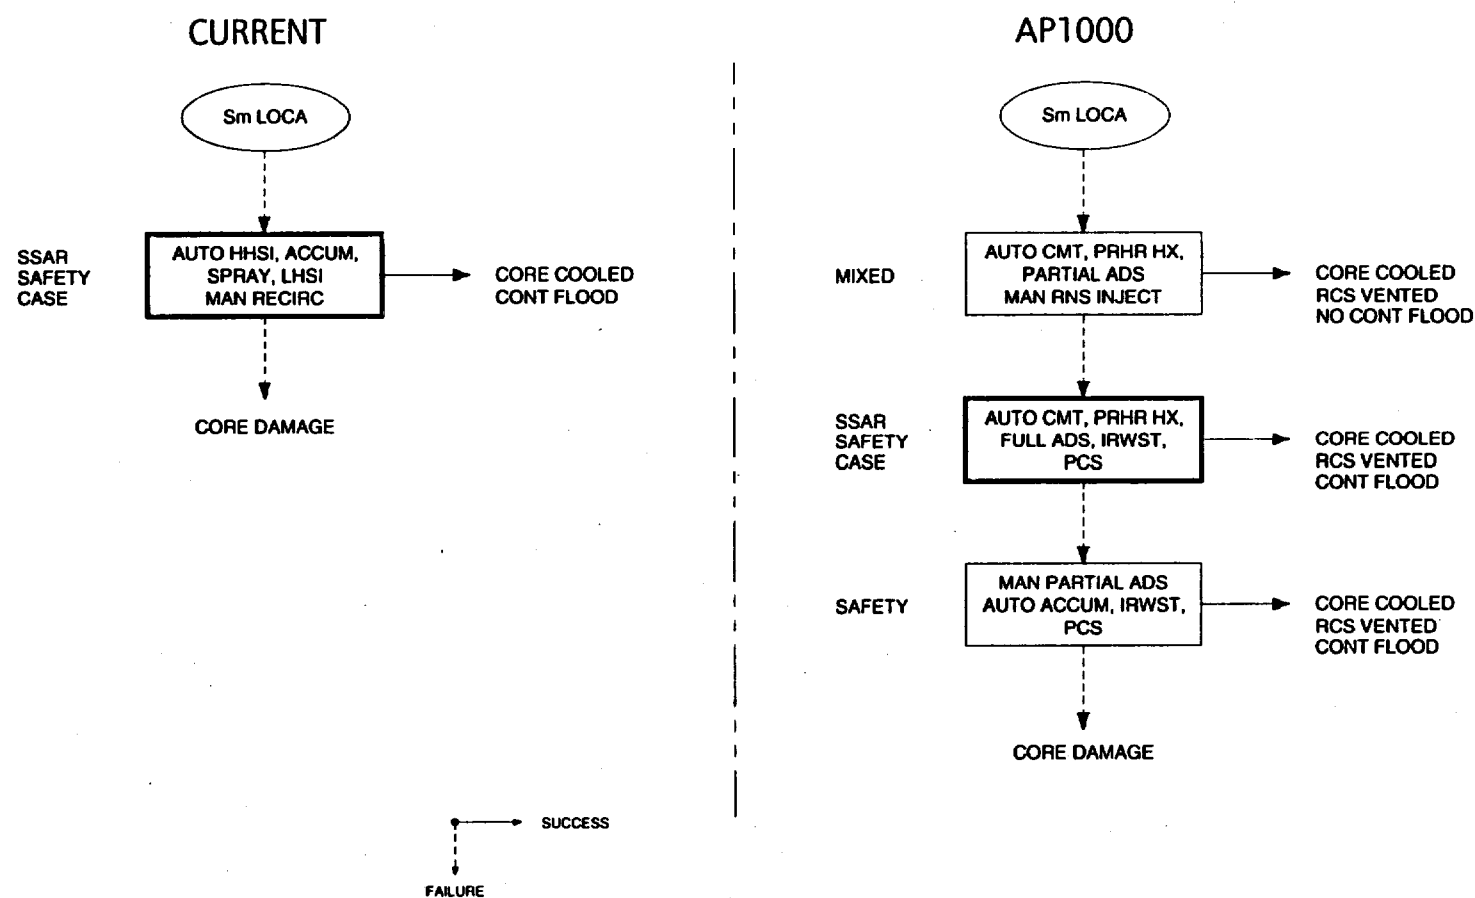 CURRENT
Sm LOCA
SSAR
SAFETY
CASE
AUTO HHSI, ACCUM,
SPRAY, LHSI
MAN RECIRC
CORE COOLED
CONT FLOOD
CORE DAMAGE
AP1000
Sm LOCA
MIXED
AUTO CMT, PRHR HX,
PARTIAL ADS
MAN RNS INJECT
CORE COOLED
RCS VENTED
NO CONT FLOOD
SSAR
SAFETY
CASE
AUTO CMT, PRHR HX,
FULL ADS, IRWST,
PCS
CORE COOLED
RCS VENTED
CONT FLOOD
SAFETY
MAN PARTIAL ADS
AUTO ACCUM, IRWST,
PCS
CORE COOLED
RCS VENTED
CONT FLOOD
CORE DAMAGE
SUCCESS
FAILURE